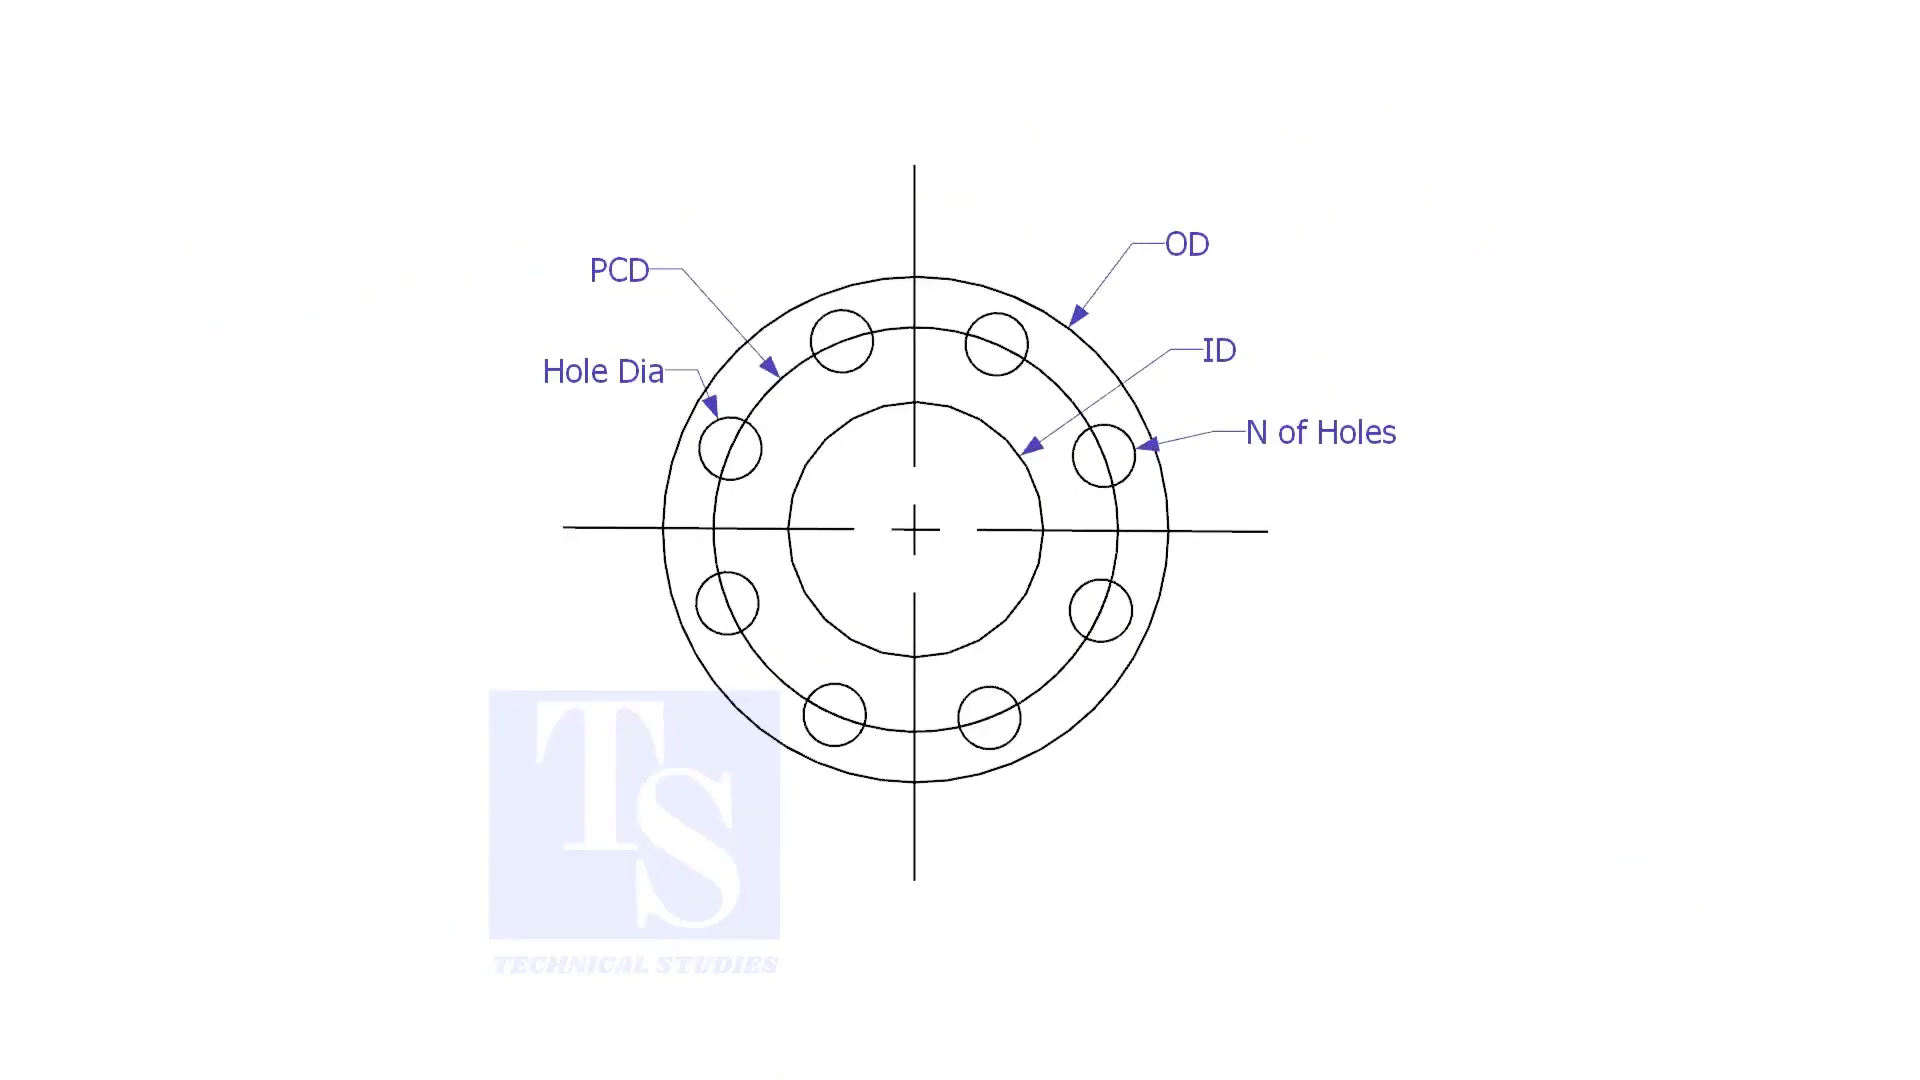 OD
PCD
ID
Hole Dia
N of Holes
TS
TECHNICAL STUDIES